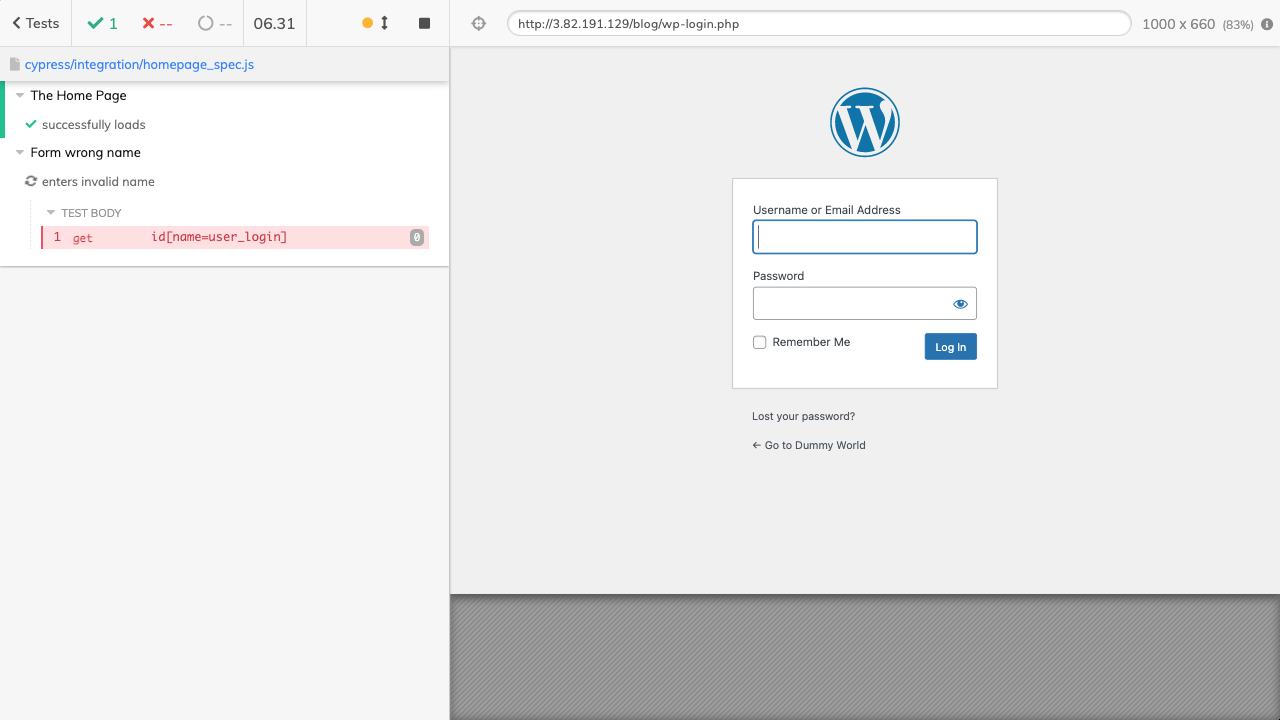 Tests
1
--
--
06.31
http://3.82.191.129/blog/wp-login.php
1000 x 660 (83%)
cypress/integration/homepage_spec.js
The Home Page
successfully loads
Form wrong name
enters invalid name
TEST BODY
1 get id[name=user_login] 0
Username or Email Address
Password
Remember Me
Log In
Lost your password?
← Go to Dummy World